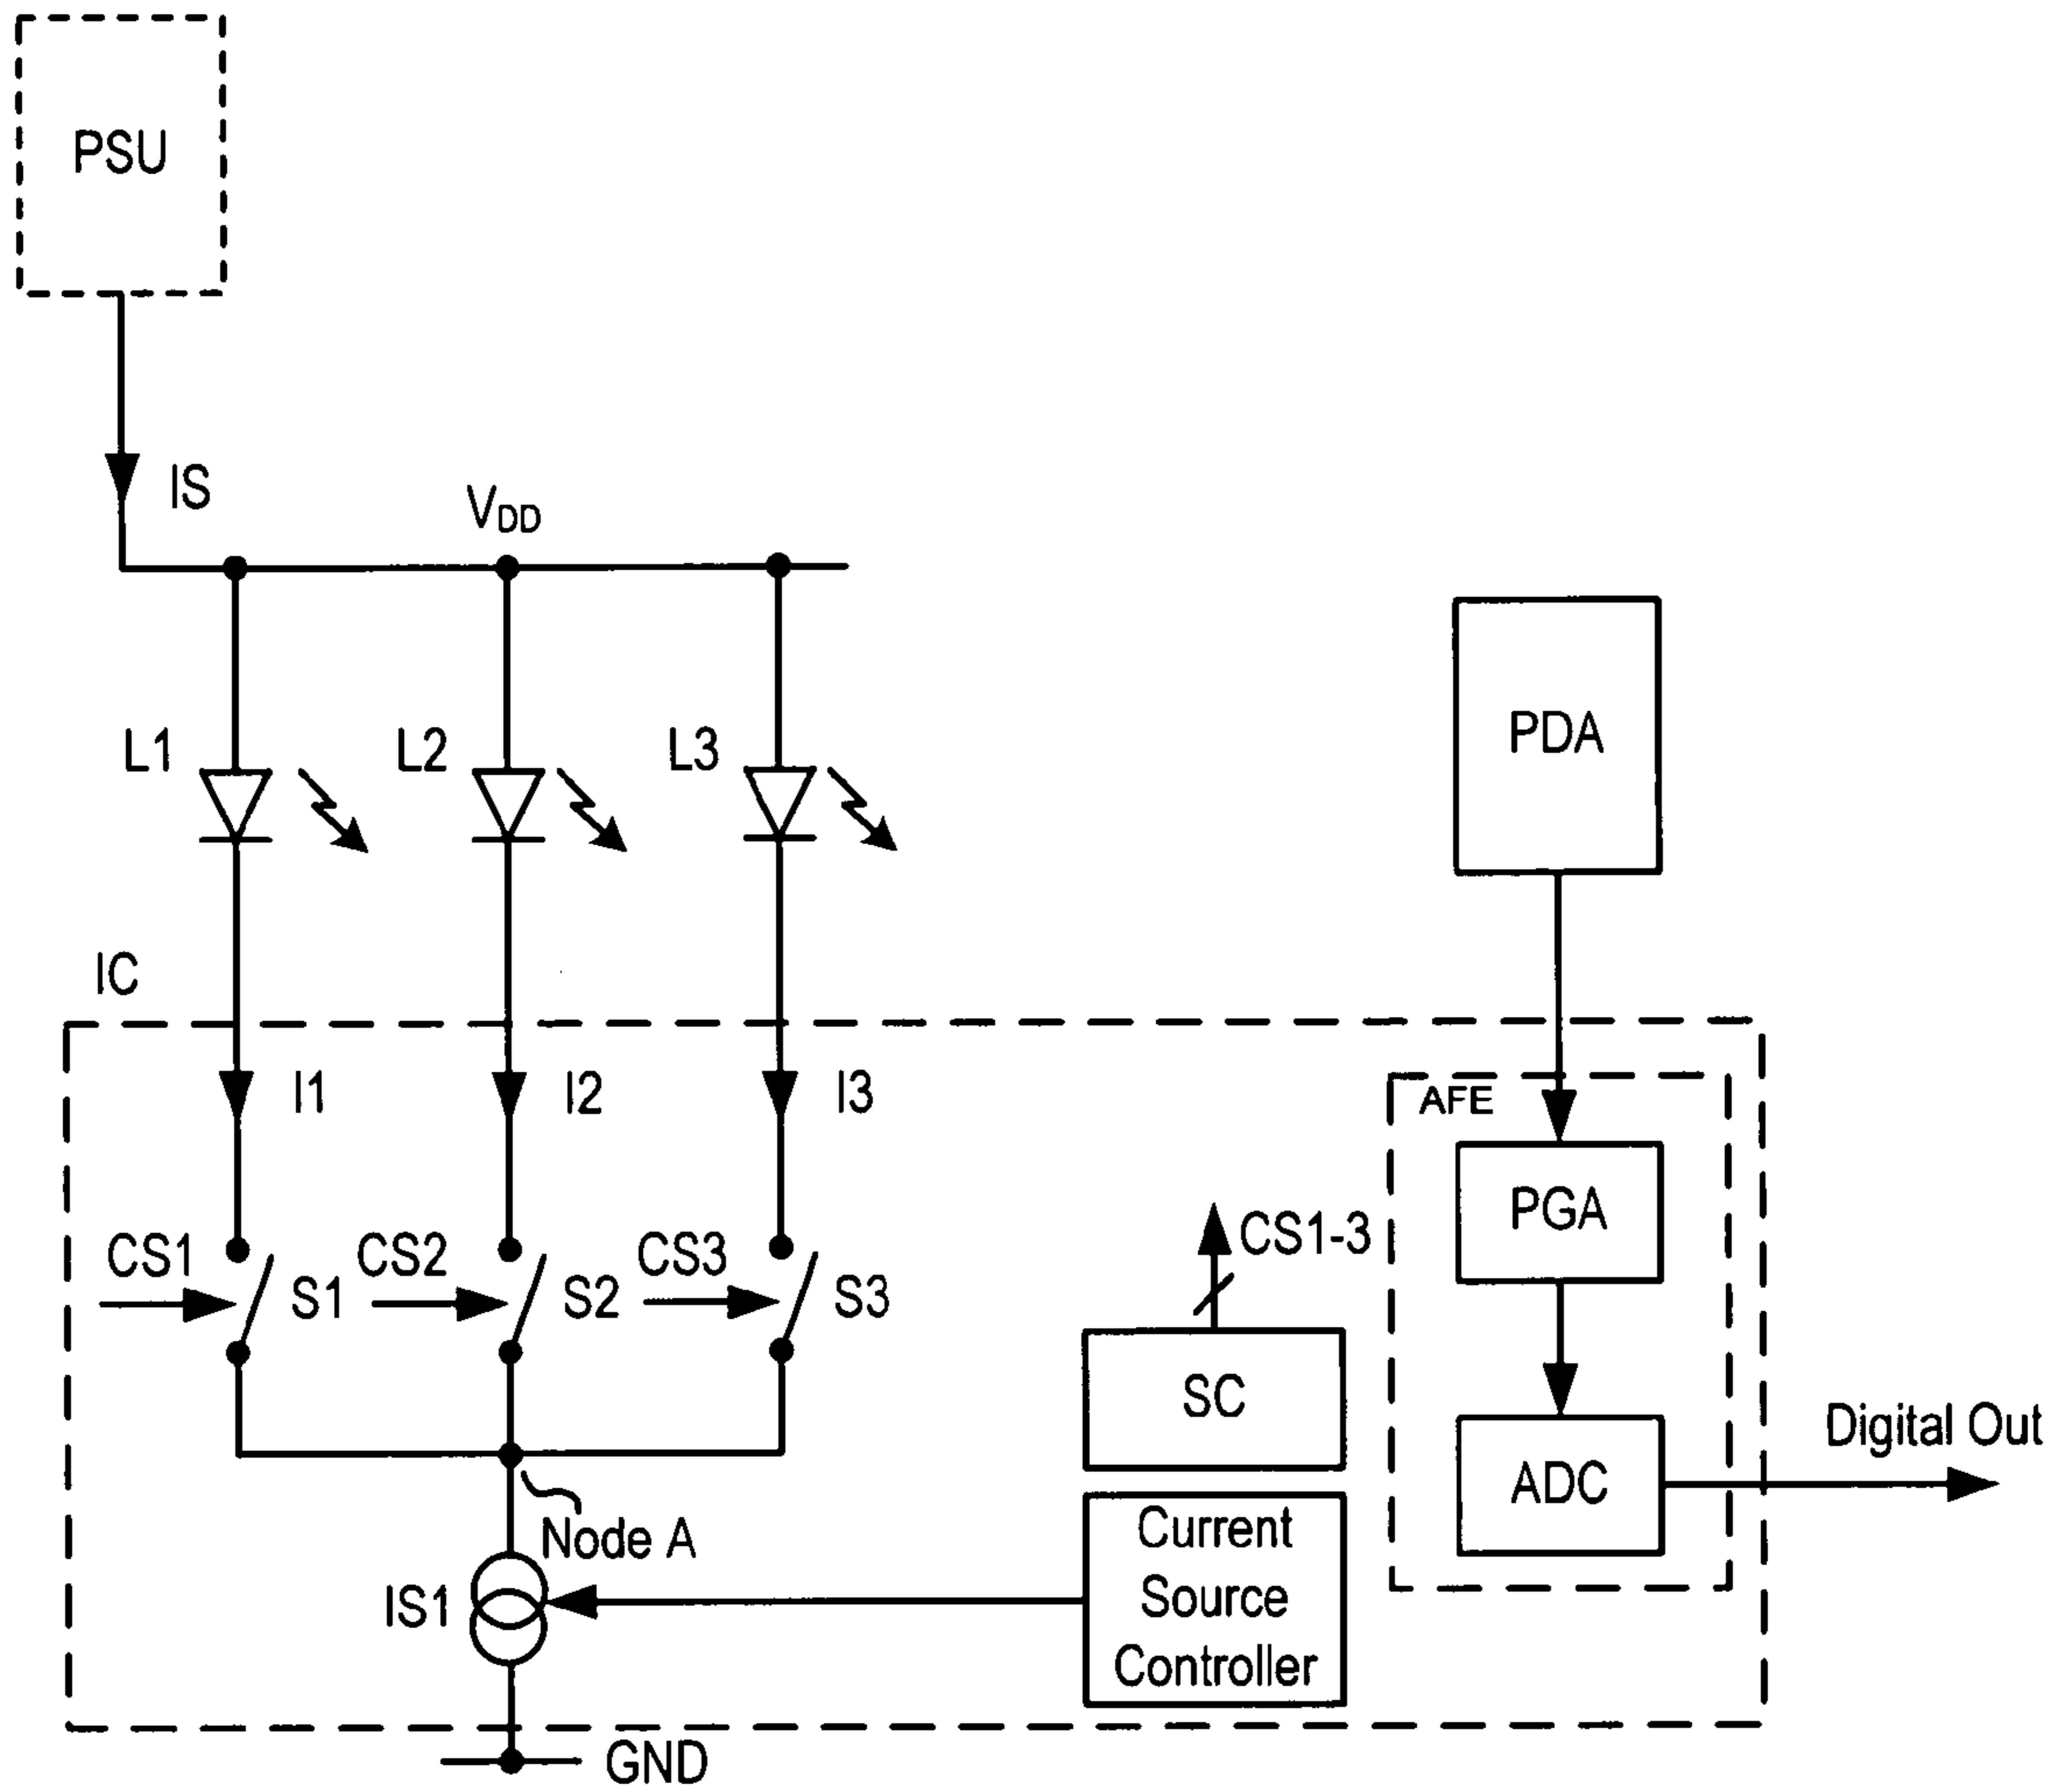 PSU
IS
VDD
L1
L2
L3
PDA
IC
I1
I2
I3
AFE
PGA
CS1
S1
CS2
S2
CS3
S3
CS1-3
SC
ADC
Digital Out
Node A
IS1
Current
Source
Controller
GND